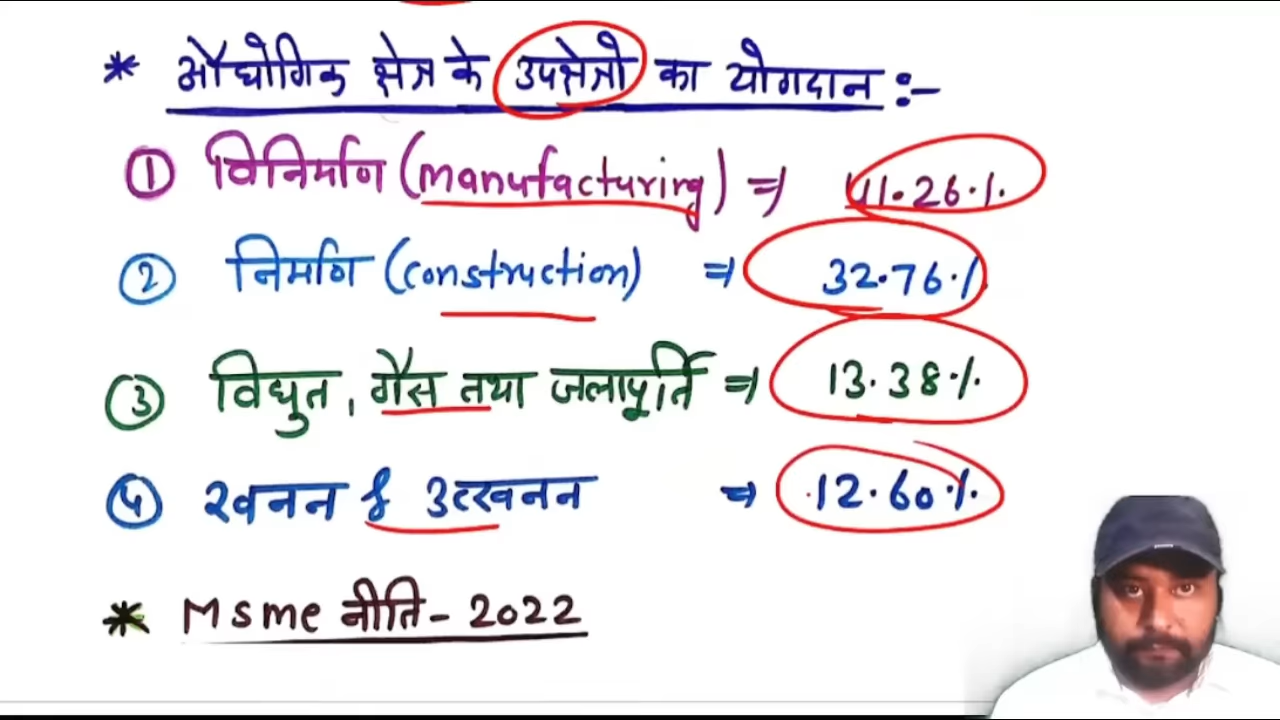 * औद्योगिक क्षेत्र के उपक्षेत्रो का योगदान :-
① विनिर्माण (manufacturing) ⇒ 41.26%
② निर्माण (construction) ⇒ 32.76%
③ विद्युत, गैस तथा जलापूर्ति ⇒ 13.38%
④ खनन & उत्खनन ⇒ 12.60%
* Msme नीति - 2022